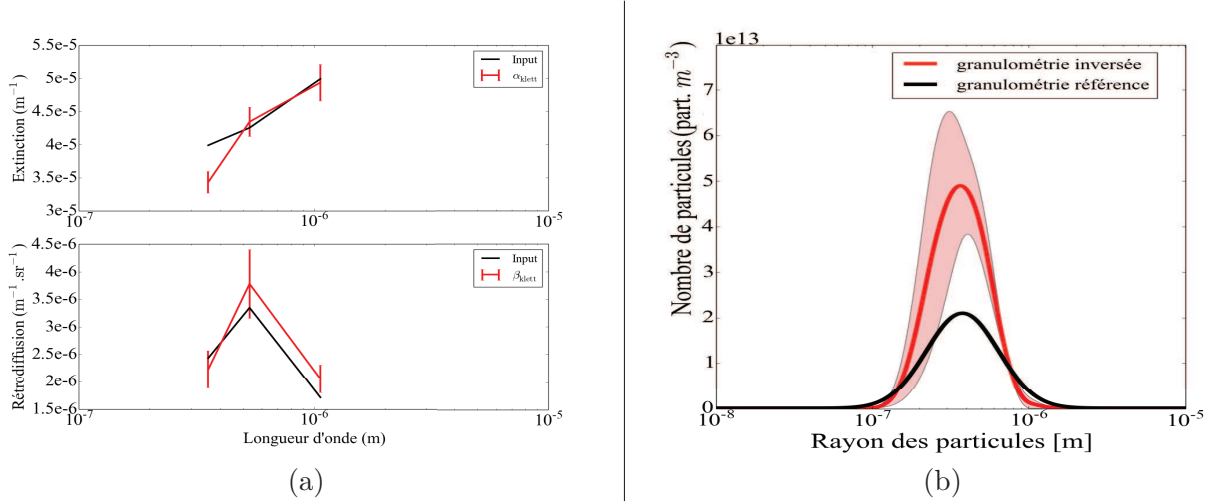 5.5e-5
5e-5
4.5e-5
4e-5
3.5e-5
3e-5
Extinction (m⁻¹)
Input
α_klett
10⁻⁷ 10⁻⁶ 10⁻⁵
4.5e-6
4e-6
3.5e-6
3e-6
2.5e-6
2e-6
1.5e-6
Rétrodiffusion (m⁻¹.sr⁻¹)
Input
β_klett
10⁻⁷ 10⁻⁶ 10⁻⁵
Longueur d'onde (m)
(a)
1e13
7
6
5
4
3
2
1
0
Nombre de particules (part. m⁻³)
granulométrie inversée
granulométrie référence
10⁻⁸ 10⁻⁷ 10⁻⁶ 10⁻⁵
Rayon des particules [m]
(b)